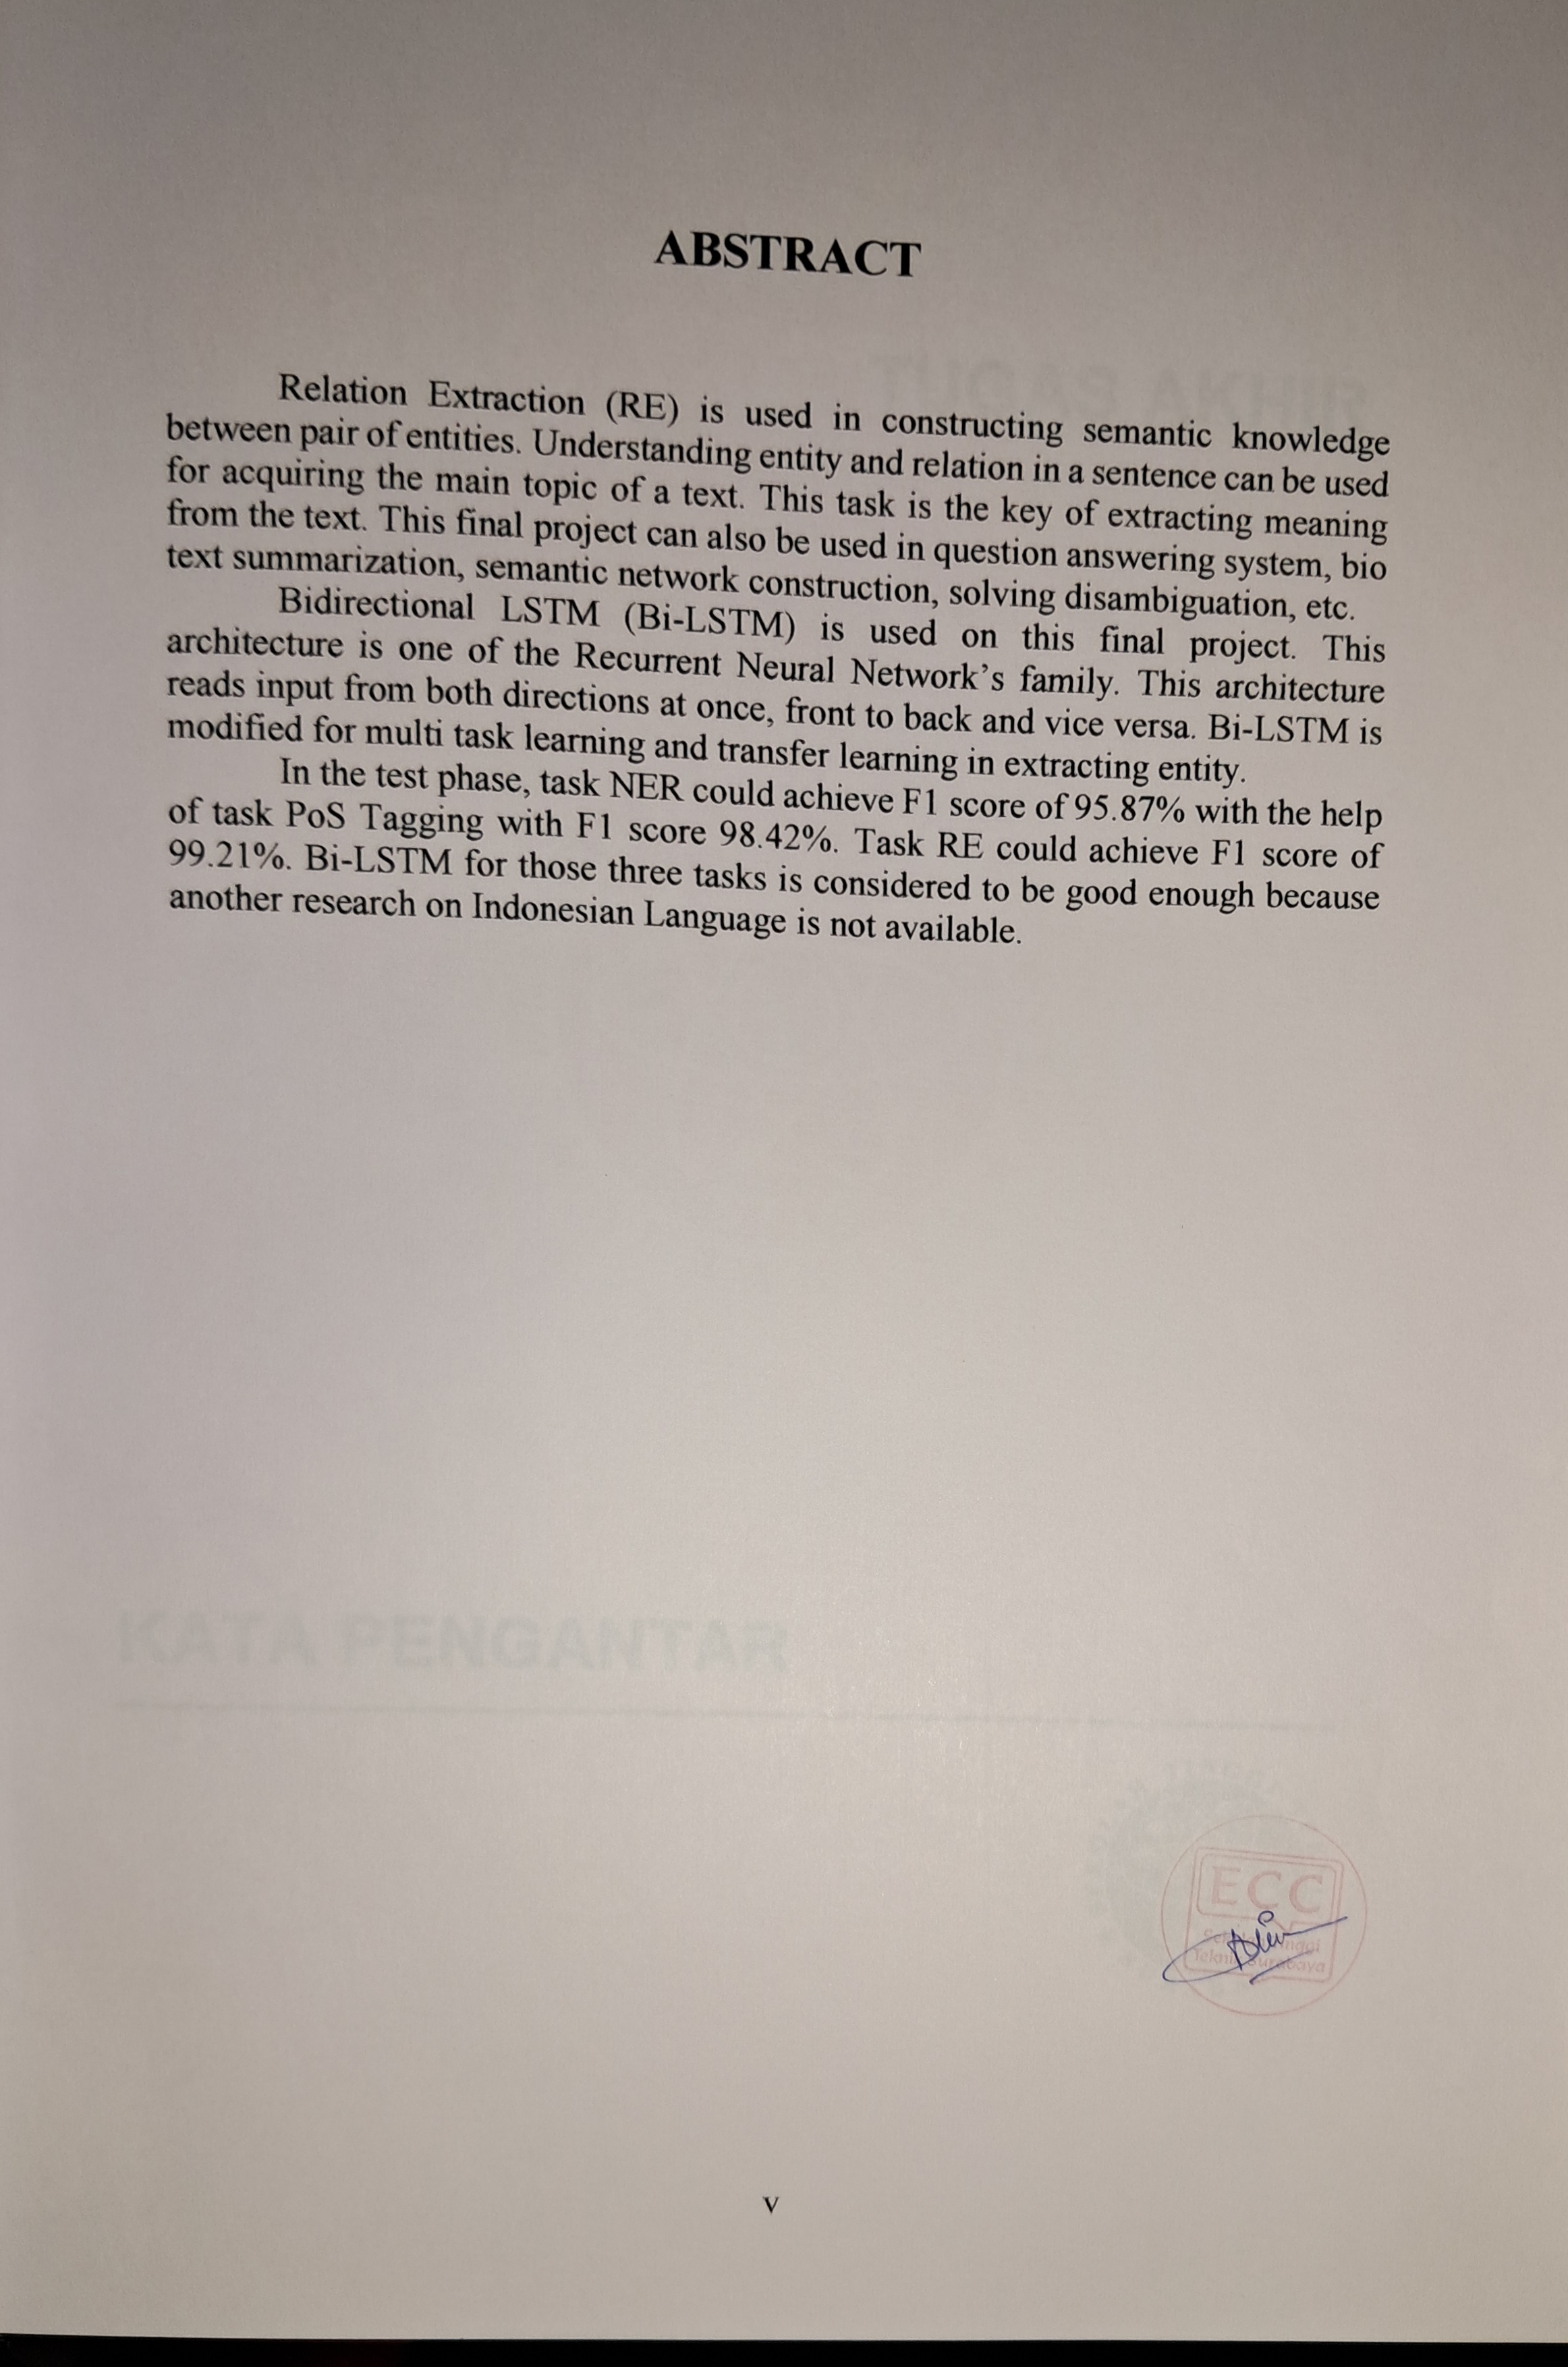 ABSTRACT
Relation Extraction (RE) is used in constructing semantic knowledge
between pair of entities. Understanding entity and relation in a sentence can be used
for acquiring the main topic of a text. This task is the key of extracting meaning
from the text. This final project can also be used in question answering system, bio
text summarization, semantic network construction, solving disambiguation, etc.
Bidirectional LSTM (Bi-LSTM) is used on this final project. This
architecture is one of the Recurrent Neural Network’s family. This architecture
reads input from both directions at once, front to back and vice versa. Bi-LSTM is
modified for multi task learning and transfer learning in extracting entity.
In the test phase, task NER could achieve F1 score of 95.87% with the help
of task PoS Tagging with F1 score 98.42%. Task RE could achieve F1 score of
99.21%. Bi-LSTM for those three tasks is considered to be good enough because
another research on Indonesian Language is not available.
KATA PENGANTAR
ECC
Surabaya
v